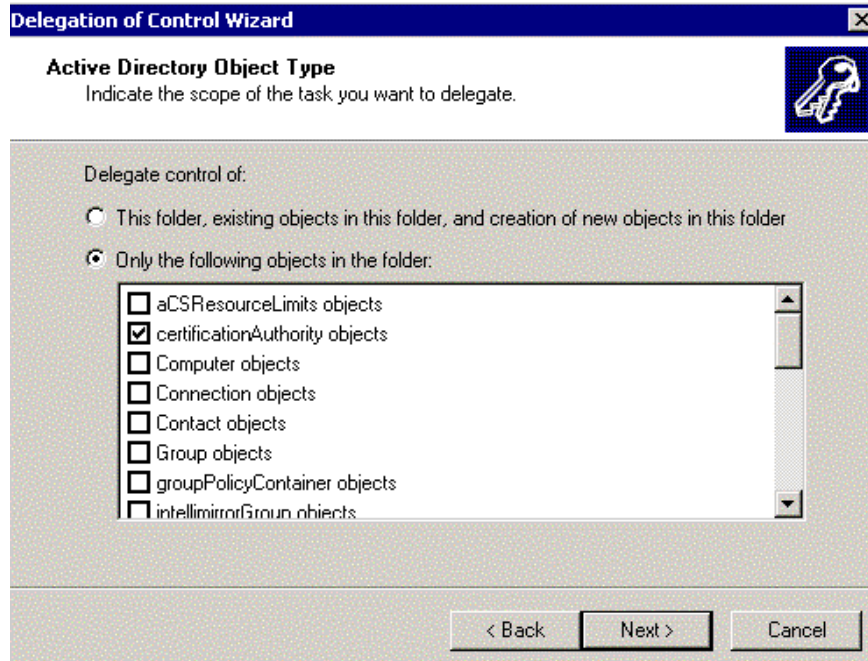 Delegation of Control Wizard
Active Directory Object Type
Indicate the scope of the task you want to delegate.
Delegate control of:
This folder, existing objects in this folder, and creation of new objects in this folder
Only the following objects in the folder:
aCSResourceLimits objects
certificationAuthority objects
Computer objects
Connection objects
Contact objects
Group objects
groupPolicyContainer objects
intellimirrorGroup objects
< Back Next > Cancel